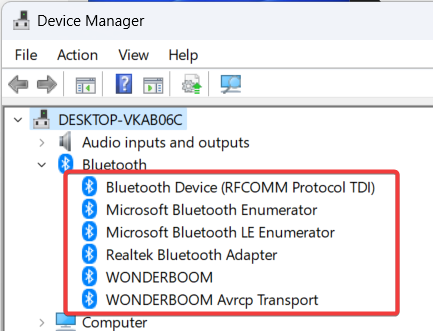 Device Manager
File Action View Help
DESKTOP-VKAB06C
Audio inputs and outputs
Bluetooth
Bluetooth Device (RFCOMM Protocol TDI)
Microsoft Bluetooth Enumerator
Microsoft Bluetooth LE Enumerator
Realtek Bluetooth Adapter
WONDERBOOM
WONDERBOOM Avrcp Transport
Computer